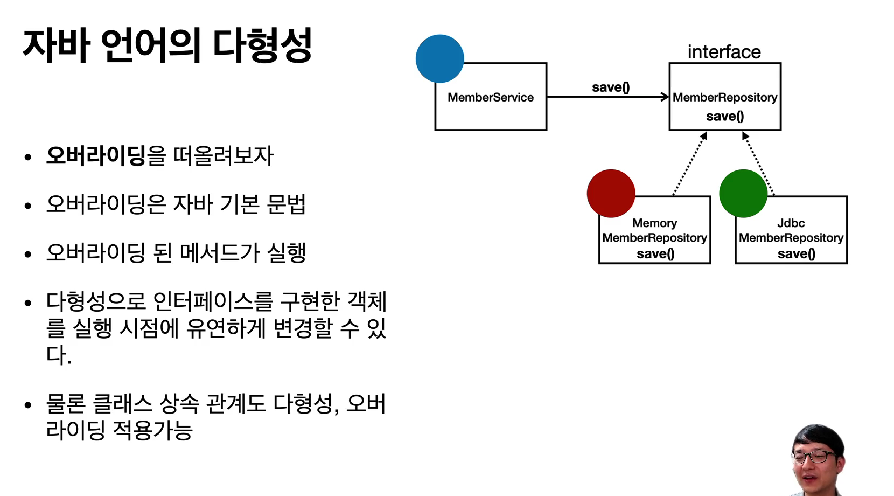 자바 언어의 다형성
• 오버라이딩을 떠올려보자
• 오버라이딩은 자바 기본 문법
• 오버라이딩 된 메서드가 실행
• 다형성으로 인터페이스를 구현한 객체
를 실행 시점에 유연하게 변경할 수 있
다.
• 물론 클래스 상속 관계도 다형성, 오버
라이딩 적용가능
interface
MemberService
save()
MemberRepository
save()
Memory
MemberRepository
save()
Jdbc
MemberRepository
save()